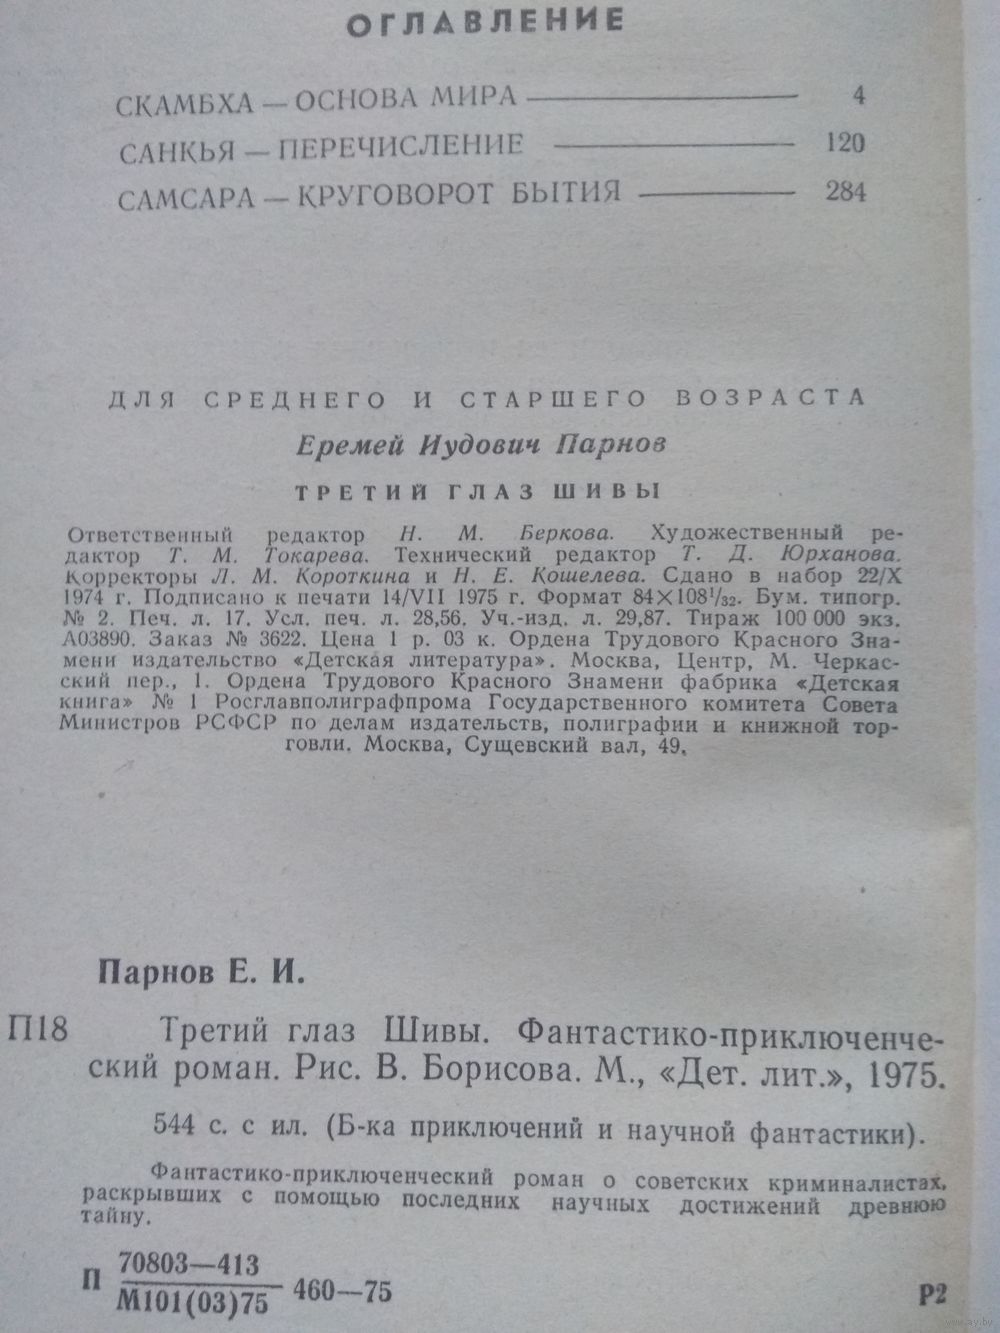 ОГЛАВЛЕНИЕ
СКАМБХА — ОСНОВА МИРА 4
САНКЬЯ — ПЕРЕЧИСЛЕНИЕ 120
САМСАРА — КРУГОВОРОТ БЫТИЯ 284
ДЛЯ СРЕДНЕГО И СТАРШЕГО ВОЗРАСТА
Еремей Иудович Парнов
ТРЕТИЙ ГЛАЗ ШИВЫ
Ответственный редактор Н. М. Беркова. Художественный ре-
дактор Т. М. Токарева. Технический редактор Т. Д. Юрханова.
Корректоры Л. М. Короткина и Н. Е. Кошелева. Сдано в набор 22/X
1974 г. Подписано к печати 14/VII 1975 г. Формат 84×108¹/₃₂. Бум. типогр.
№ 2. Печ. л. 17. Усл. печ. л. 28,56. Уч.-изд. л. 29,87. Тираж 100 000 экз.
А03890. Заказ № 3622. Цена 1 р. 03 к. Ордена Трудового Красного Зна-
мени издательство «Детская литература». Москва, Центр, М. Черкас-
ский пер., 1. Ордена Трудового Красного Знамени фабрика «Детская
книга» № 1 Росглавполиграфпрома Государственного комитета Совета
Министров РСФСР по делам издательств, полиграфии и книжной тор-
говли. Москва, Сущевский вал, 49.
Парнов Е. И.
П18 Третий глаз Шивы. Фантастико-приключенче-
ский роман. Рис. В. Борисова. М., «Дет. лит.», 1975.
544 с. с ил. (Б-ка приключений и научной фантастики).
Фантастико-приключенческий роман о советских криминалистах,
раскрывших с помощью последних научных достижений древнюю
тайну.
70803—413
П 460—75
М101(03)75
Р2
www.ay.by